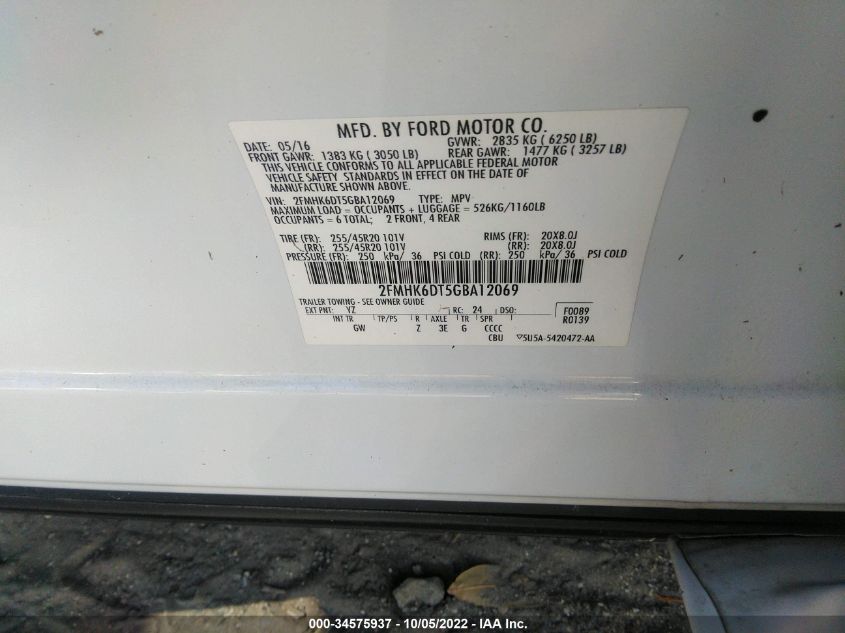 MFD. BY FORD MOTOR CO.
DATE: 05/16 GVWR: 2835 KG ( 6250 LB)
FRONT GAWR: 1383 KG ( 3050 LB) REAR GAWR: 1477 KG ( 3257 LB)
THIS VEHICLE CONFORMS TO ALL APPLICABLE FEDERAL MOTOR
VEHICLE SAFETY STANDARDS IN EFFECT ON THE DATE OF
MANUFACTURE SHOWN ABOVE.
VIN: 2FMHK6DT5GBA12069 TYPE: MPV
MAXIMUM LOAD = OCCUPANTS + LUGGAGE = 526KG/1160LB
OCCUPANTS = 6 TOTAL; 2 FRONT, 4 REAR
TIRE (FR): 255/45R20 101V RIMS (FR): 20X8.0J
(RR): 255/45R20 101V (RR): 20X8.0J
PRESSURE (FR): 250 kPa/ 36 PSI COLD (RR): 250 kPa/ 36 PSI COLD
2FMHK6DT5GBA12069
TRAILER TOWING - SEE OWNER GUIDE
EXT PNT: YZ RC: 24 DSO: F0089
INT TR TP/PS R AXLE TR SPR R0139
GW Z 3E G CCCC
CBU 5U5A-5420472-AA
000-34575937 - 10/05/2022 - IAA Inc.